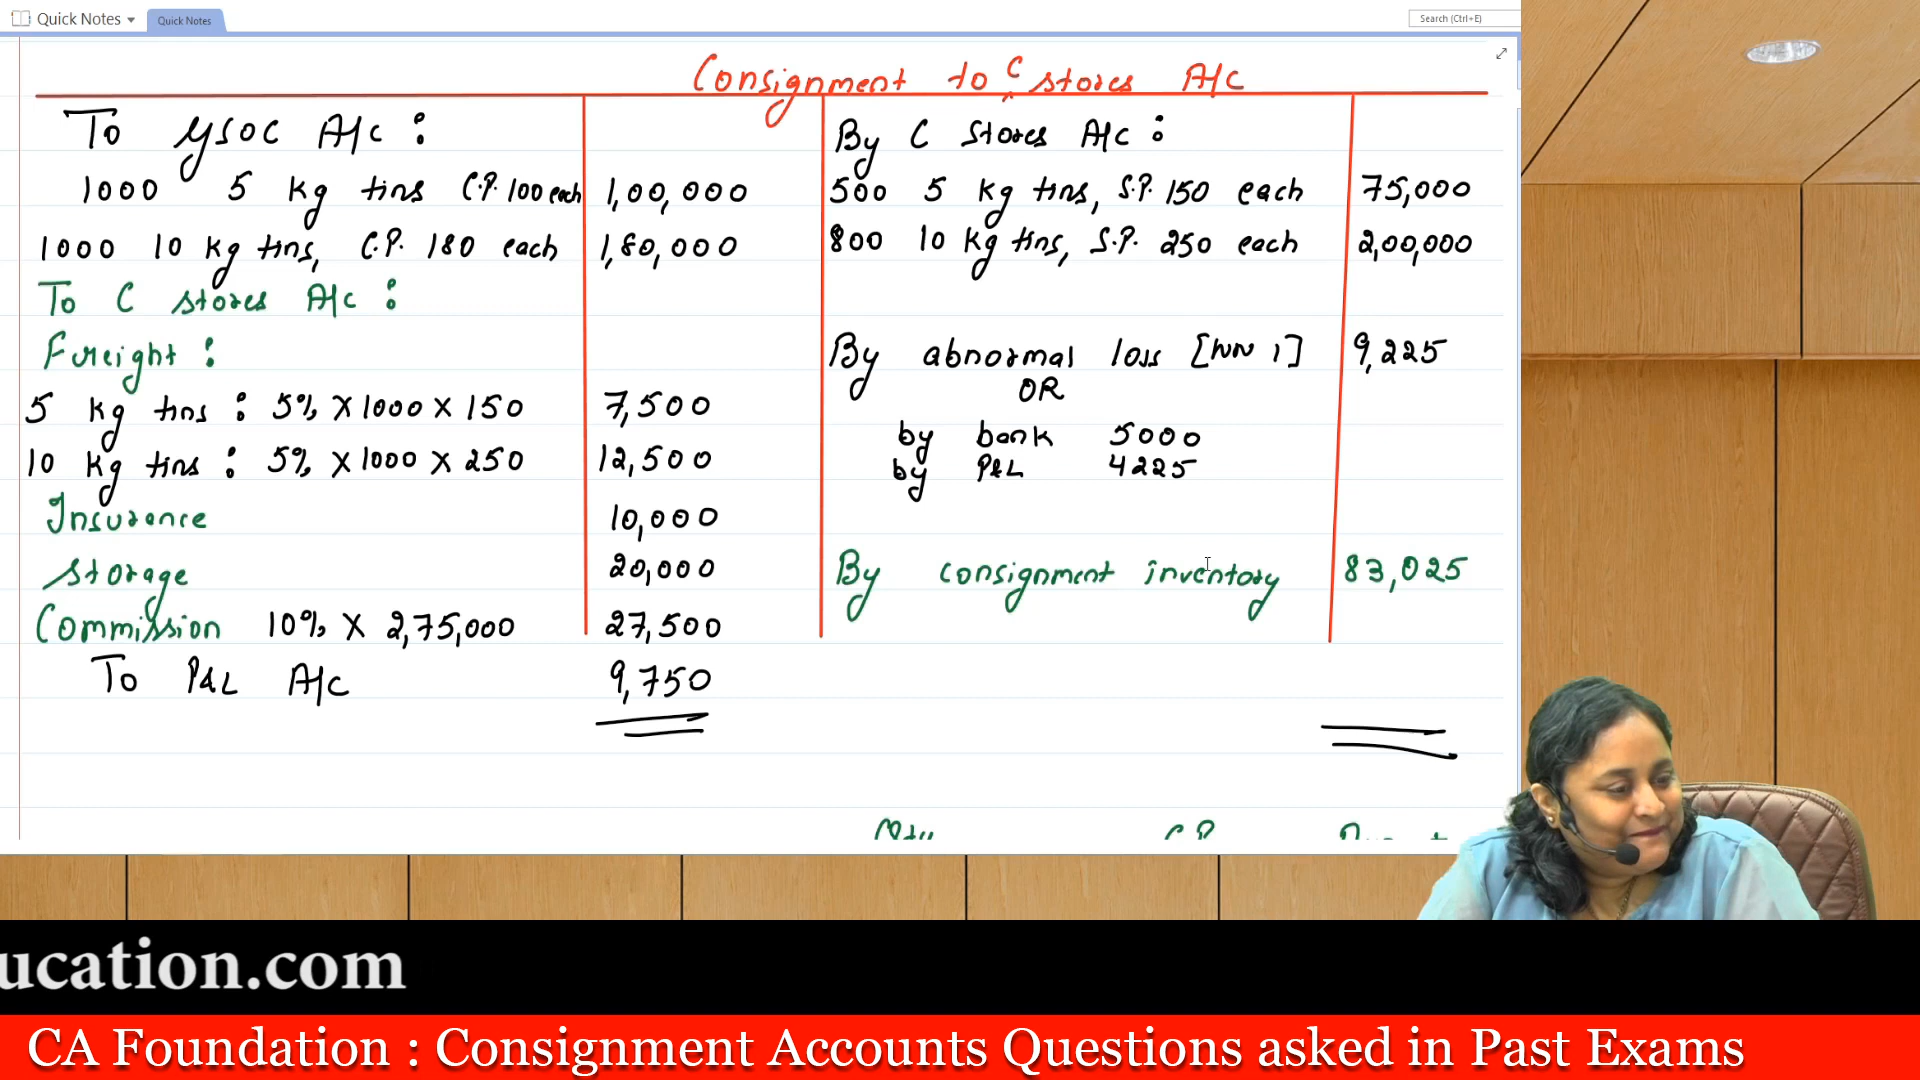 Quick Notes
Quick Notes
Search (Ctrl+E)
Consignment to C stores A/c
To GSOC A/c :
1000 5 kg tins C.P. 100 each 1,00,000
1000 10 kg tins, C.P. 180 each 1,80,000
To C stores A/c :
Freight :
5 kg tins : 5% X 1000 X 150 7,500
10 kg tins : 5% X 1000 X 250 12,500
Insurance 10,000
Storage 20,000
Commission 10% X 2,75,000 27,500
To P&L A/c 9,750
By C stores A/c :
500 5 kg tins, S.P. 150 each 75,000
800 10 kg tins, S.P. 250 each 2,00,000
By abnormal loss [WN 1] 9,225
OR
by bank 5000
by P&L 4225
By consignment inventory 83,025
ucation.com
CA Foundation : Consignment Accounts Questions asked in Past Exams